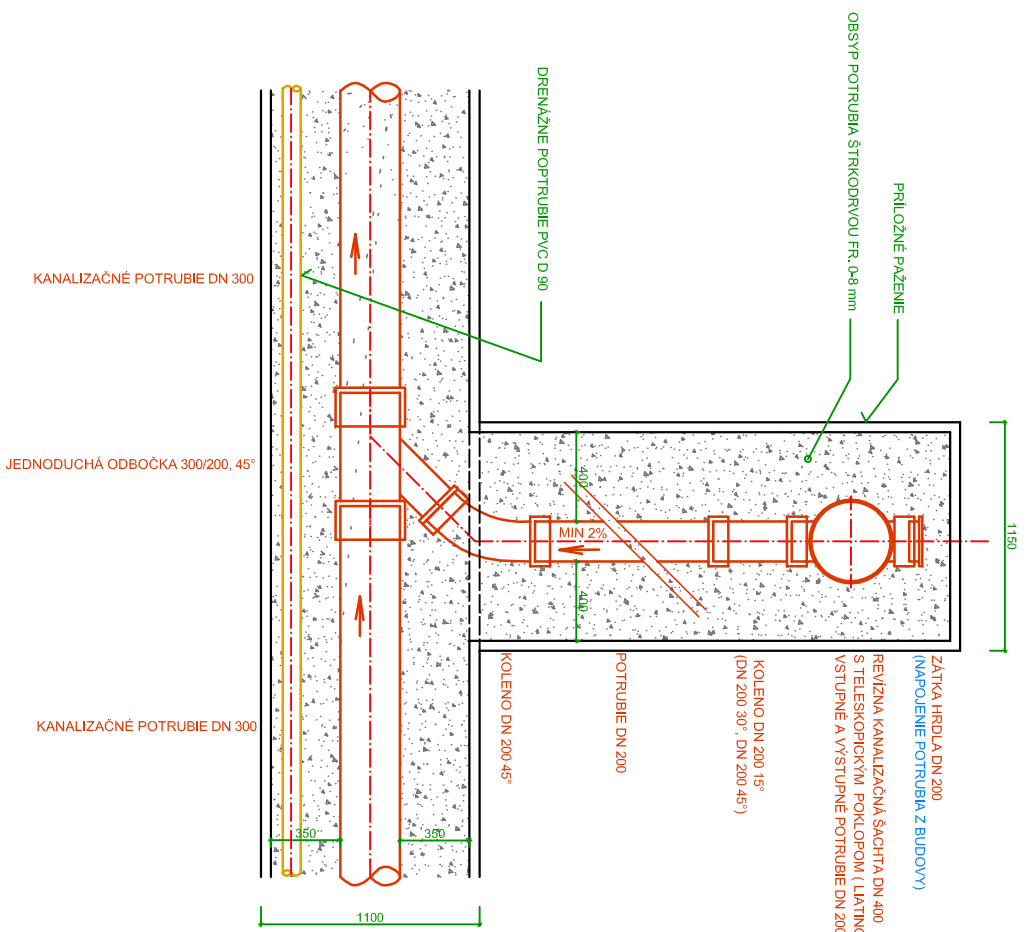 OBSYP POTRUBIA ŠTRKODRVOU FR. 0-8 mm
DRENÁŽNE POPTRUBIE PVC D 90
PRÍLOŽNÉ PAŽENIE
KANALIZAČNÉ POTRUBIE DN 300
JEDNODUCHÁ ODBOČKA 300/200, 45°
KANALIZAČNÉ POTRUBIE DN 300
400
MIN 2%
400
1150
350
350
1100
KOLENO DN 200 45°
POTRUBIE DN 200
KOLENO DN 200 15°
(DN 200 30°, DN 200 45°)
ZÁTKA HRDLA DN 200
(NAPOJENIE POTRUBIA Z BUDOVY)
REVÍZNA KANALIZAČNÁ ŠACHTA DN 400
S TELESKOPICKÝM POKLOPOM ( LIATINO
VSTUPNÉ A VÝSTUPNÉ POTRUBIE DN 200